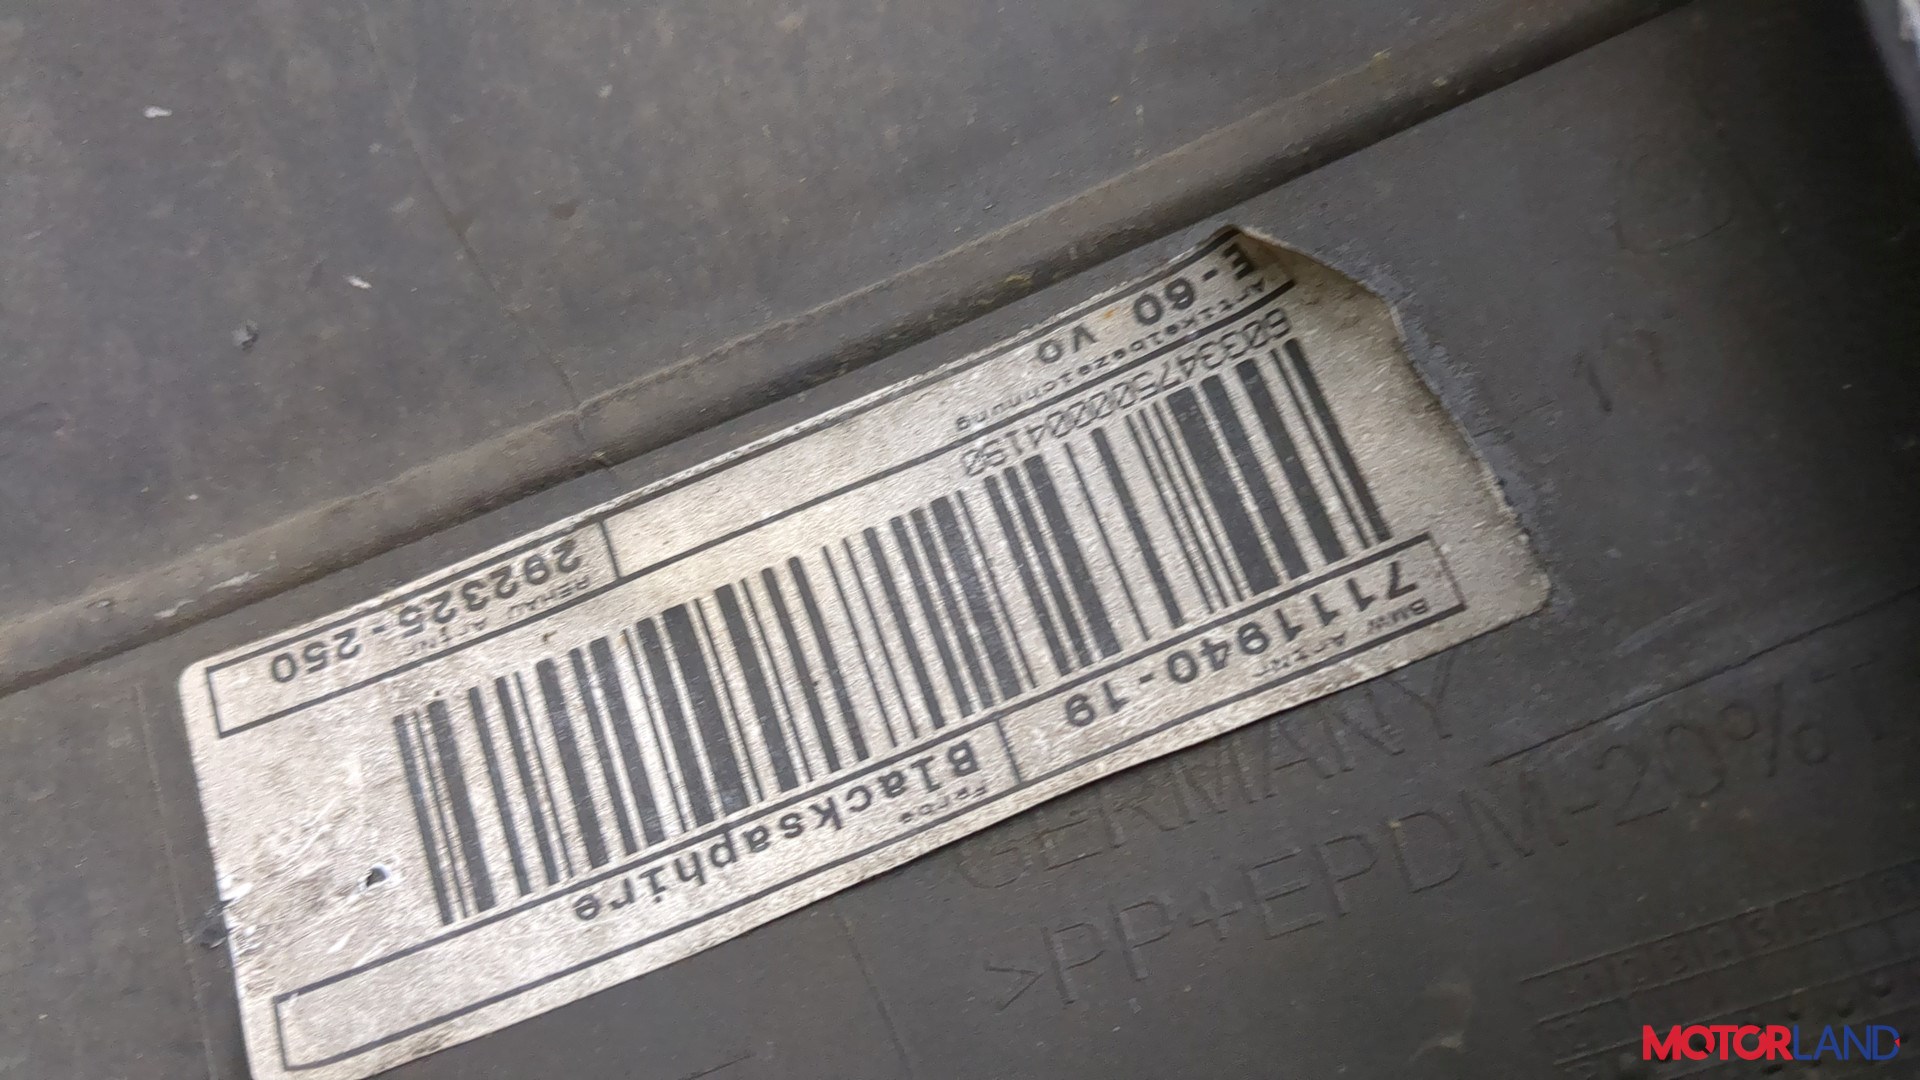 BMW Art.Nr
7111940-19
Farbe
Blacksaphire
603347500004190
Artikelbezeichnung
E-60 VO
REHAU Art.Nr
292325-250
GERMANY
>PP+EPDM-20%T
MOTORLAND